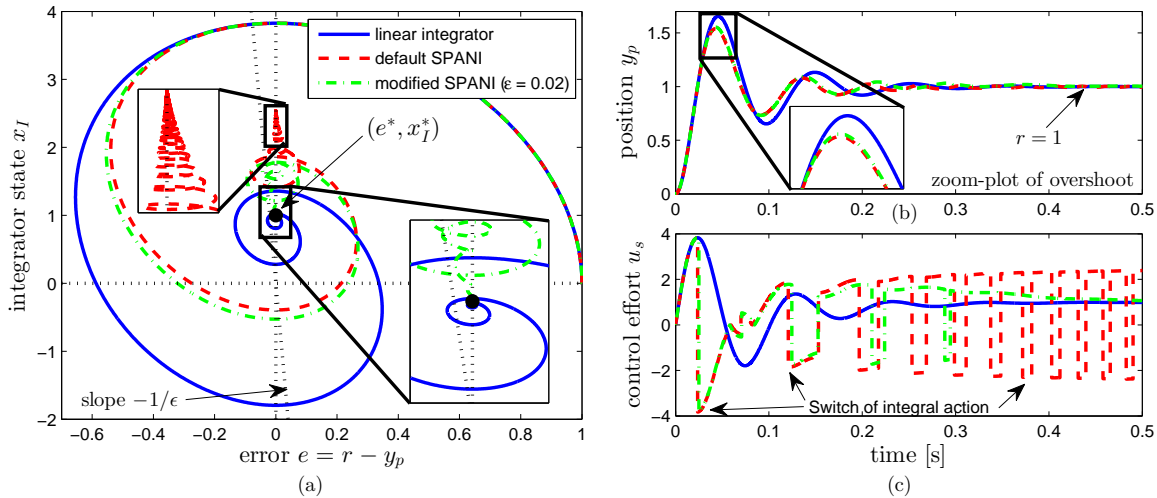 4
3
2
1
0
−1
−2
−0.6
−0.4
−0.2
0
0.2
0.4
0.6
0.8
1
integrator state x_I
error e = r − y_p
linear integrator
default SPANI
modified SPANI (ε = 0.02)
(e*, x_I*)
slope −1/ϵ
(a)
1.5
1
0.5
0
0
0.1
0.2
0.3
0.4
0.5
position y_p
r = 1
zoom-plot of overshoot
(b)
4
2
0
−2
−4
0
0.1
0.2
0.3
0.4
0.5
control effort u_s
Switch of integral action
time [s]
(c)